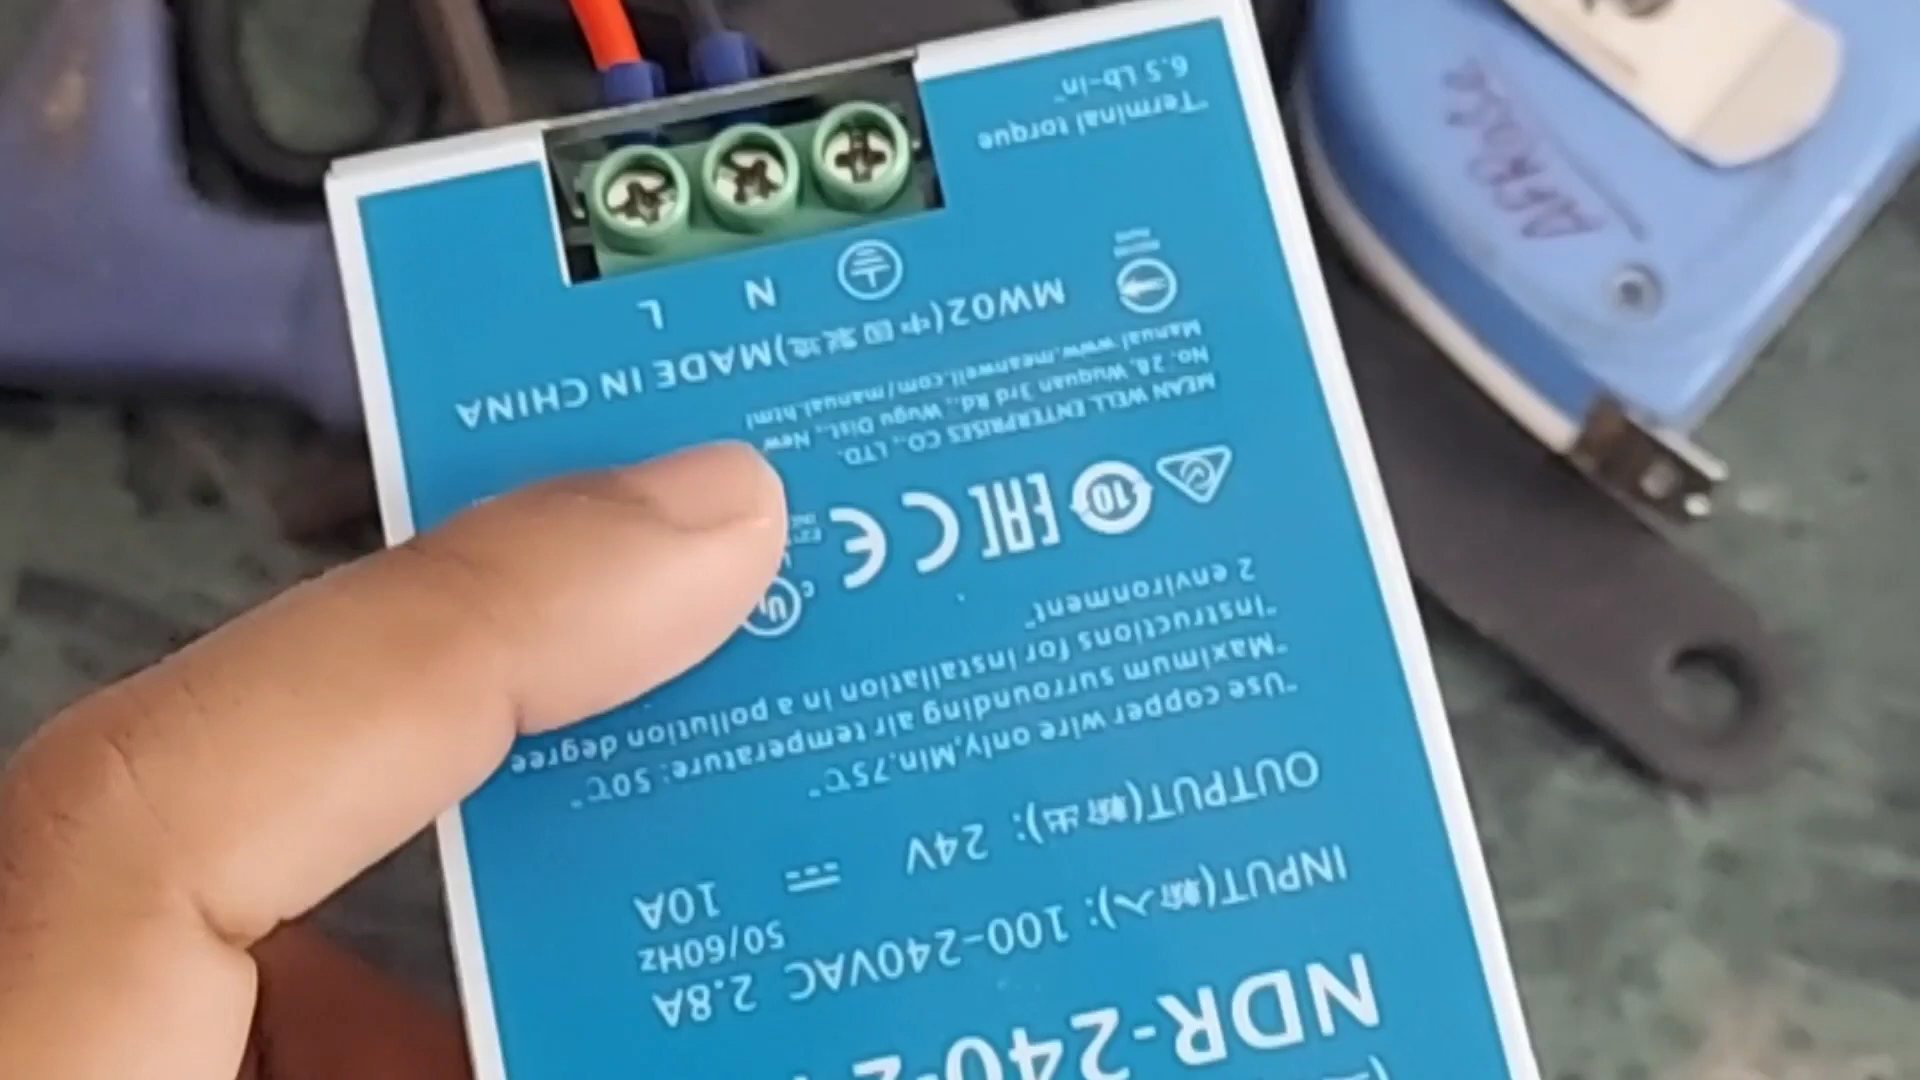 NDR-240-2
INPUT(輸入): 100-240VAC 2.8A
50/60Hz
OUTPUT(輸出): 24V ⎓ 10A
"Use copper wire only,Min.75℃"
"Maximum surrounding air temperature: 50℃"
"Instructions for installation in a pollution degree
2 environment"
c UL CE EAC 10
MEAN WELL ENTERPRISES CO., LTD.
No. 28, Wuquan 3rd Rd., Wugu Dist., New
Manual www.meanwell.com/manual.html
MW02(中国製造)MADE IN CHINA
L N
"Terminal torque
6.5 Lb-in"